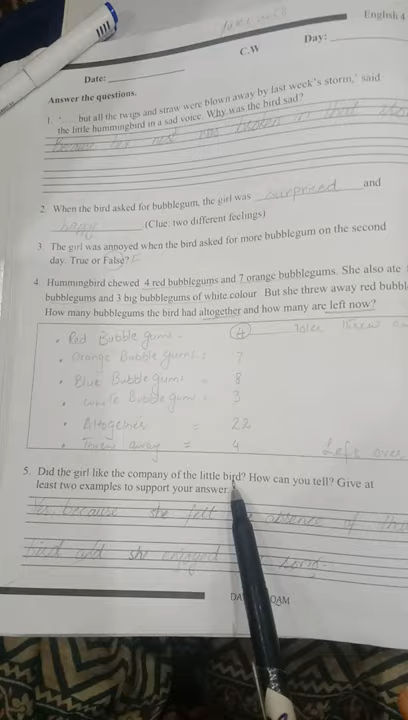 English 4
C.W
Day:
Date:
Answer the questions.
1. '..... but all the twigs and straw were blown away by last week's storm,' said
the little hummingbird in a sad voice. Why was the bird sad?
Because her nest was broken in that
2. When the bird asked for bubblegum, the girl was surprised and
happy (Clue: two different feelings)
3. The girl was annoyed when the bird asked for more bubblegum on the second
day. True or False?
4. Hummingbird chewed 4 red bubblegums and 7 orange bubblegums. She also ate
bubblegums and 3 big bubblegums of white colour But she threw away red bubbl
How many bubblegums the bird had altogether and how many are left now?
• Red Bubble gums. 4
• Orange Bubble gums: 7
• Blue Bubble gums = 8
• White Bubble gum: 3
• Altogether = 22
• Threw away = 4 Left over
5. Did the girl like the company of the little bird? How can you tell? Give at
least two examples to support your answer
Yes, because she felt absence of the
bird and she enjoyed